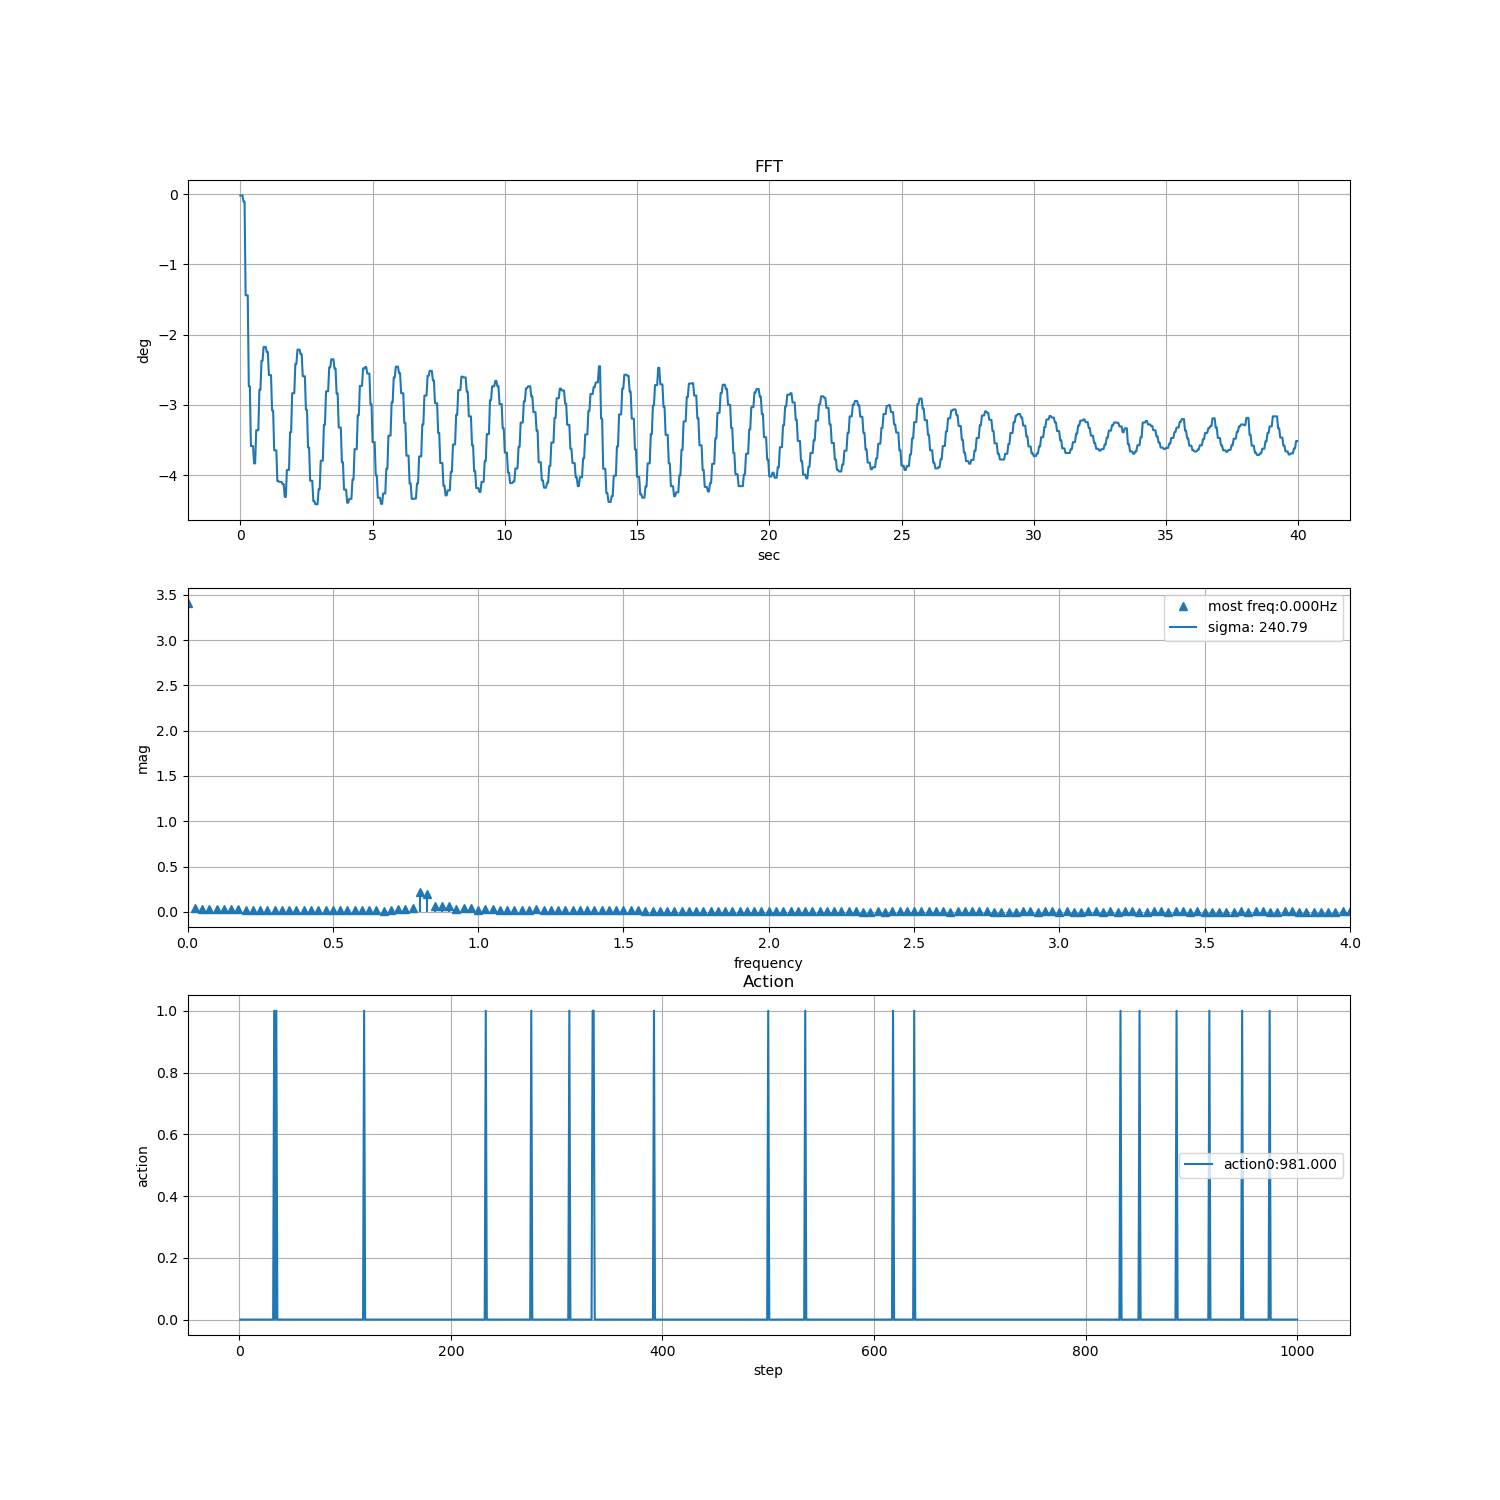 FFT
0
−1
−2
−3
−4
deg
0 5 10 15 20 25 30 35 40
sec
3.5
3.0
2.5
2.0
1.5
1.0
0.5
0.0
mag
most freq:0.000Hz
sigma: 240.79
0.0 0.5 1.0 1.5 2.0 2.5 3.0 3.5 4.0
frequency
Action
1.0
0.8
0.6
0.4
0.2
0.0
action
action0:981.000
0 200 400 600 800 1000
step